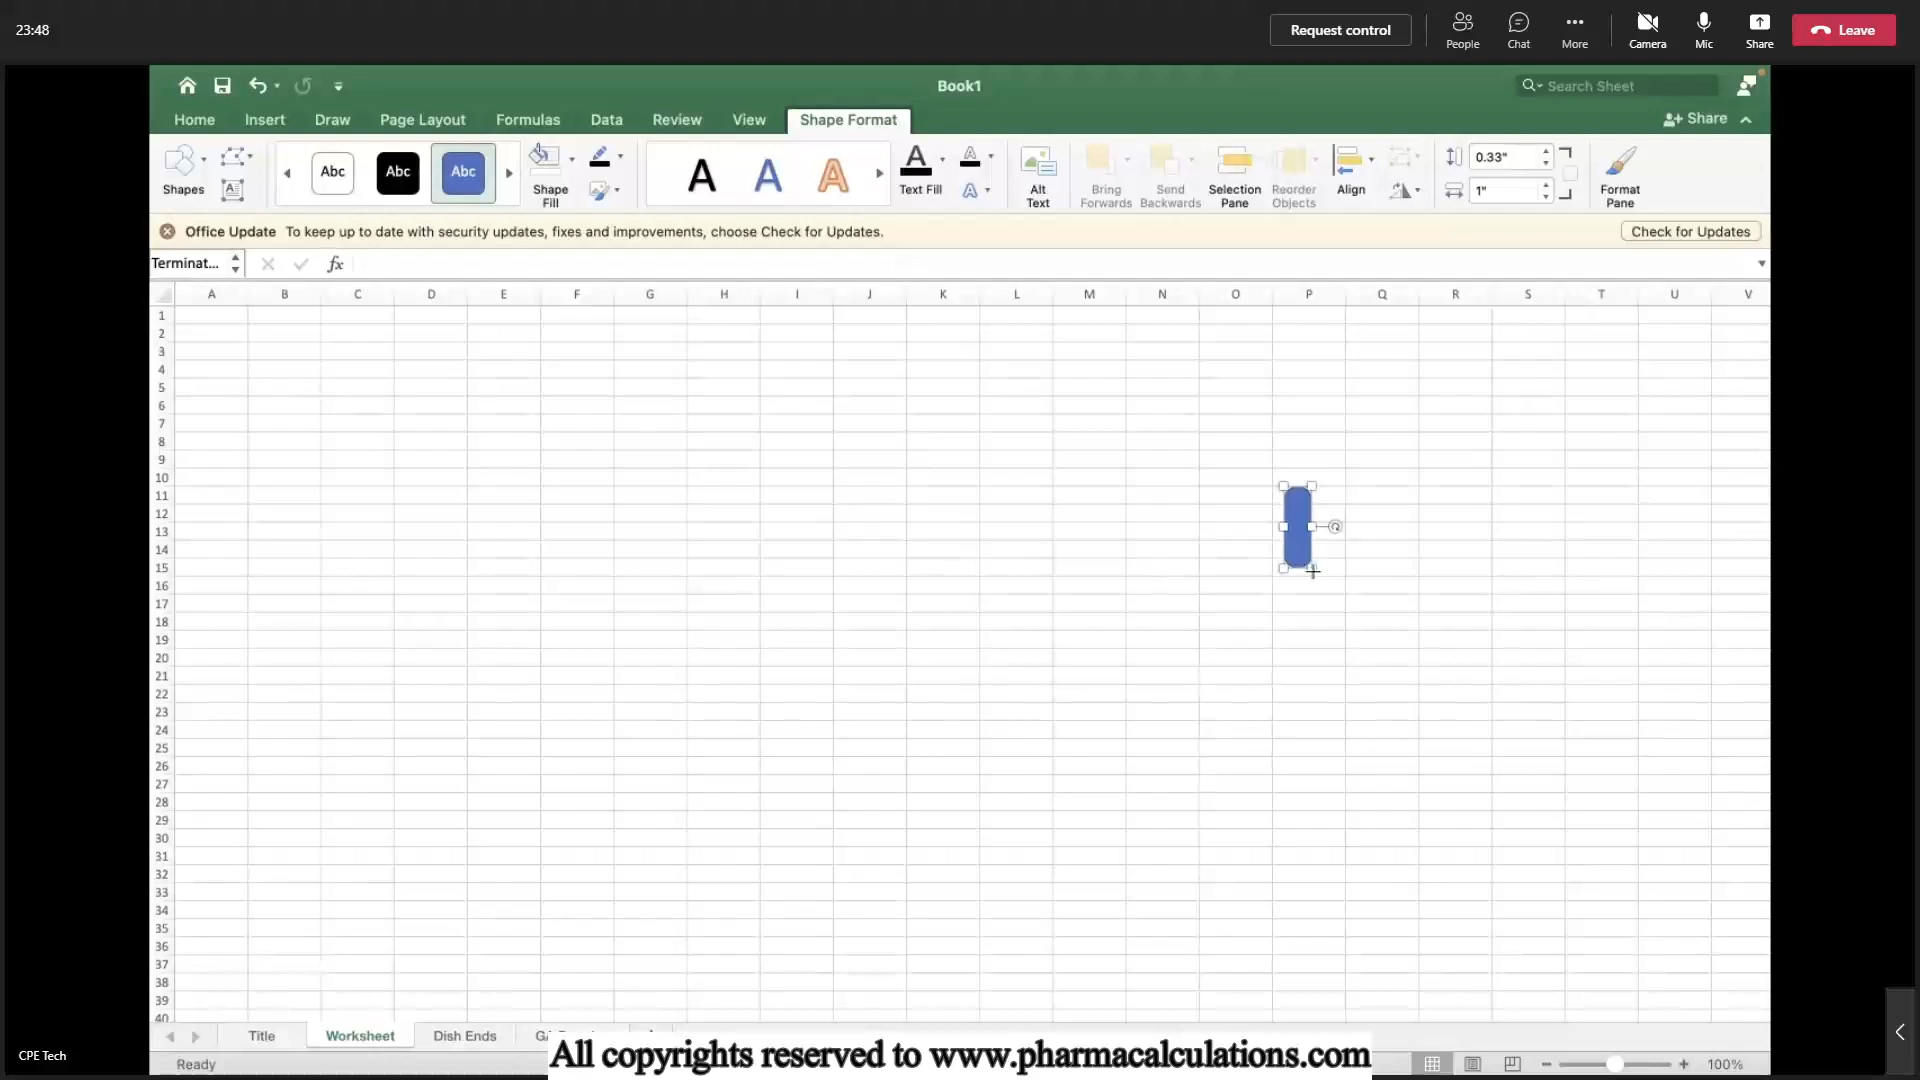 23:48
Request control
People
Chat
More
Camera
Mic
Share
Leave
Book1
Search Sheet
Home Insert Draw Page Layout Formulas Data Review View Shape Format
Share
Shapes
Abc Abc Abc
Shape Fill
A A A
Text Fill
Alt Text
Bring Forwards
Send Backwards
Selection Pane
Reorder Objects
Align
0.33"
1"
Format Pane
Office Update To keep up to date with security updates, fixes and improvements, choose Check for Updates.
Check for Updates
Terminat...
fx
A B C D E F G H I J K L M N O P Q R S T U V
1
2
3
4
5
6
7
8
9
10
11
12
13
14
15
16
17
18
19
20
21
22
23
24
25
26
27
28
29
30
31
32
33
34
35
36
37
38
39
40
Title Worksheet Dish Ends
CPE Tech
Ready
All copyrights reserved to www.pharmacalculations.com
100%